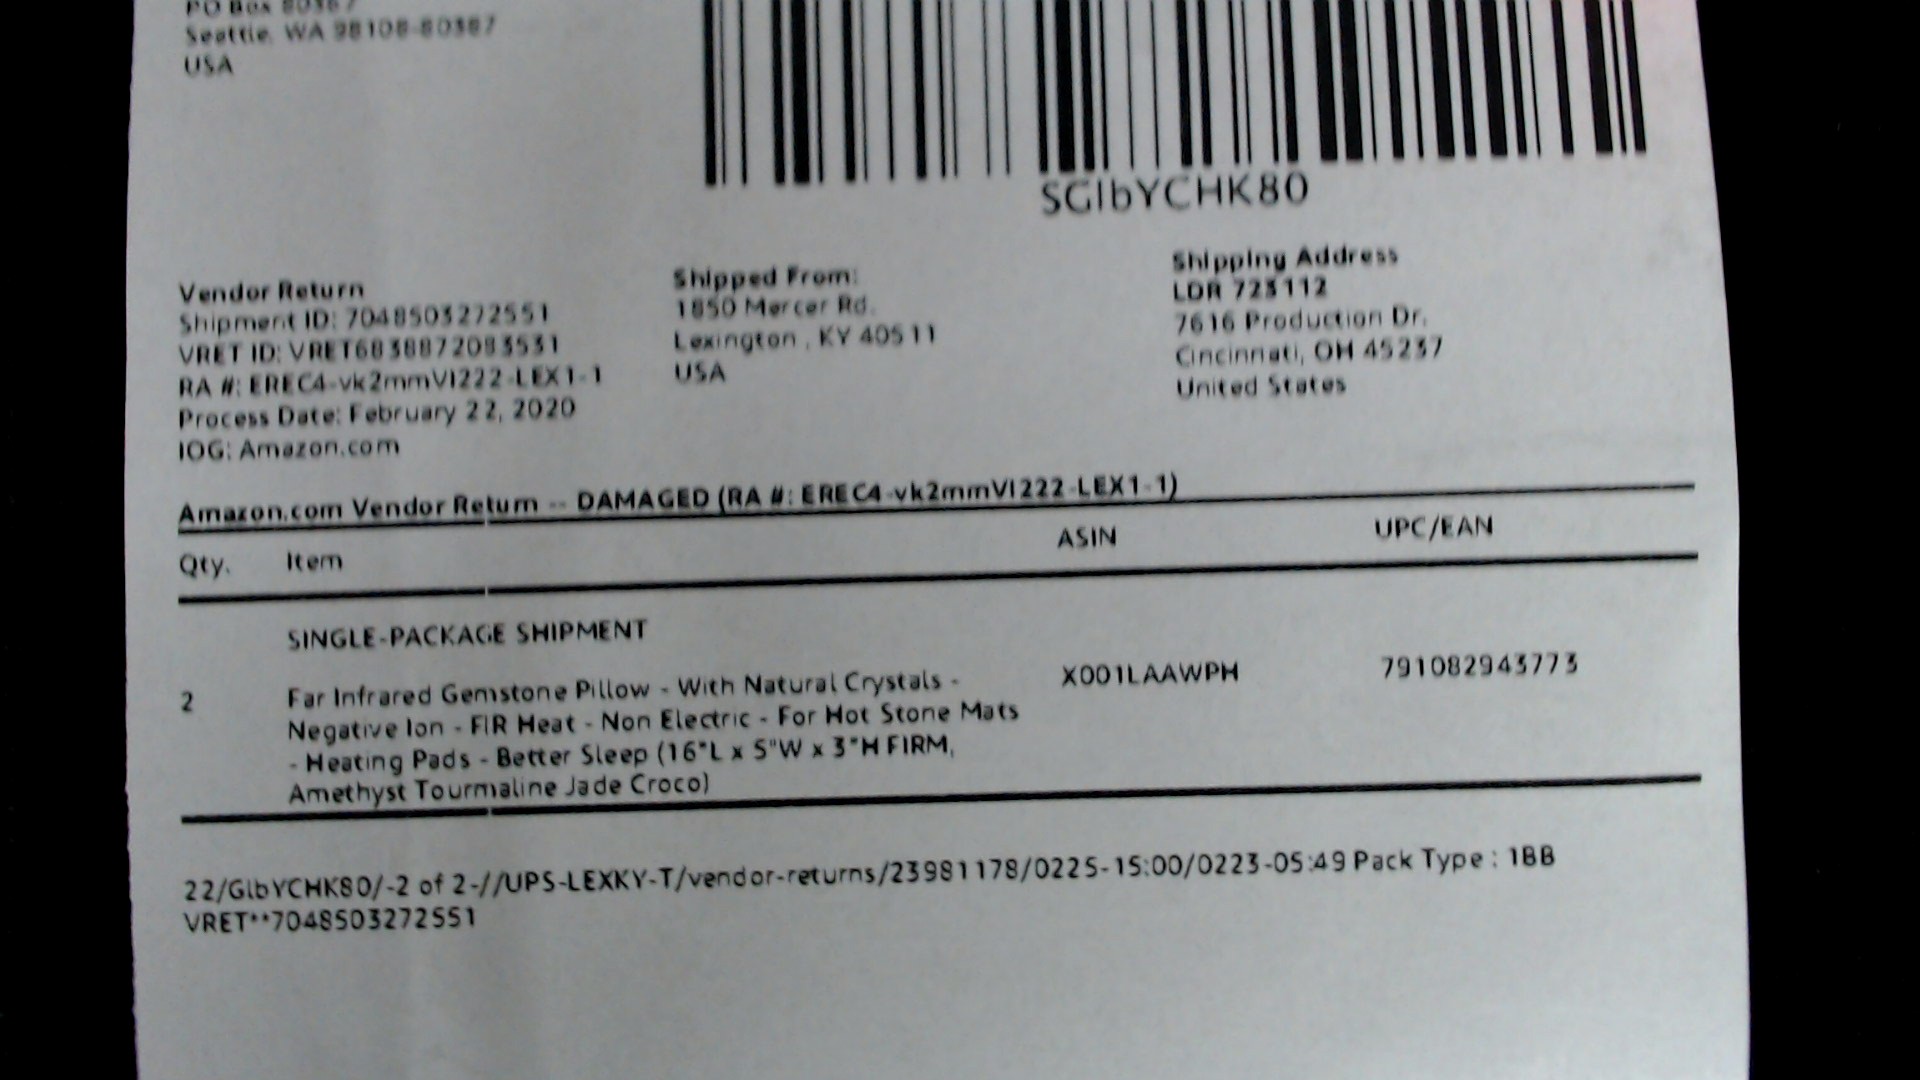 PO Box 80387
Seattle, WA 98108-80387
USA
SGlbYCHK80
Vendor Return
Shipment ID: 7048503272551
VRET ID: VRET6838872083531
RA #: EREC4-vk2mmVI222-LEX1-1
Process Date: February 22, 2020
IOG: Amazon.com
Shipped From:
1850 Mercer Rd.
Lexington , KY 40511
USA
Shipping Address
LDR 723112
7616 Production Dr.
Cincinnati, OH 45237
United States
Amazon.com Vendor Return -- DAMAGED (RA #: EREC4-vk2mmVI222-LEX1-1)
Qty. Item ASIN UPC/EAN
SINGLE-PACKAGE SHIPMENT
2 Far Infrared Gemstone Pillow - With Natural Crystals - X001LAAWPH 791082943773
Negative Ion - FIR Heat - Non Electric - For Hot Stone Mats
- Heating Pads - Better Sleep (16"L x 5"W x 3"H FIRM,
Amethyst Tourmaline Jade Croco)
22/GlbYCHK80/-2 of 2-//UPS-LEXKY-T/vendor-returns/23981178/0225-15:00/0223-05:49 Pack Type : 1BB
VRET**7048503272551